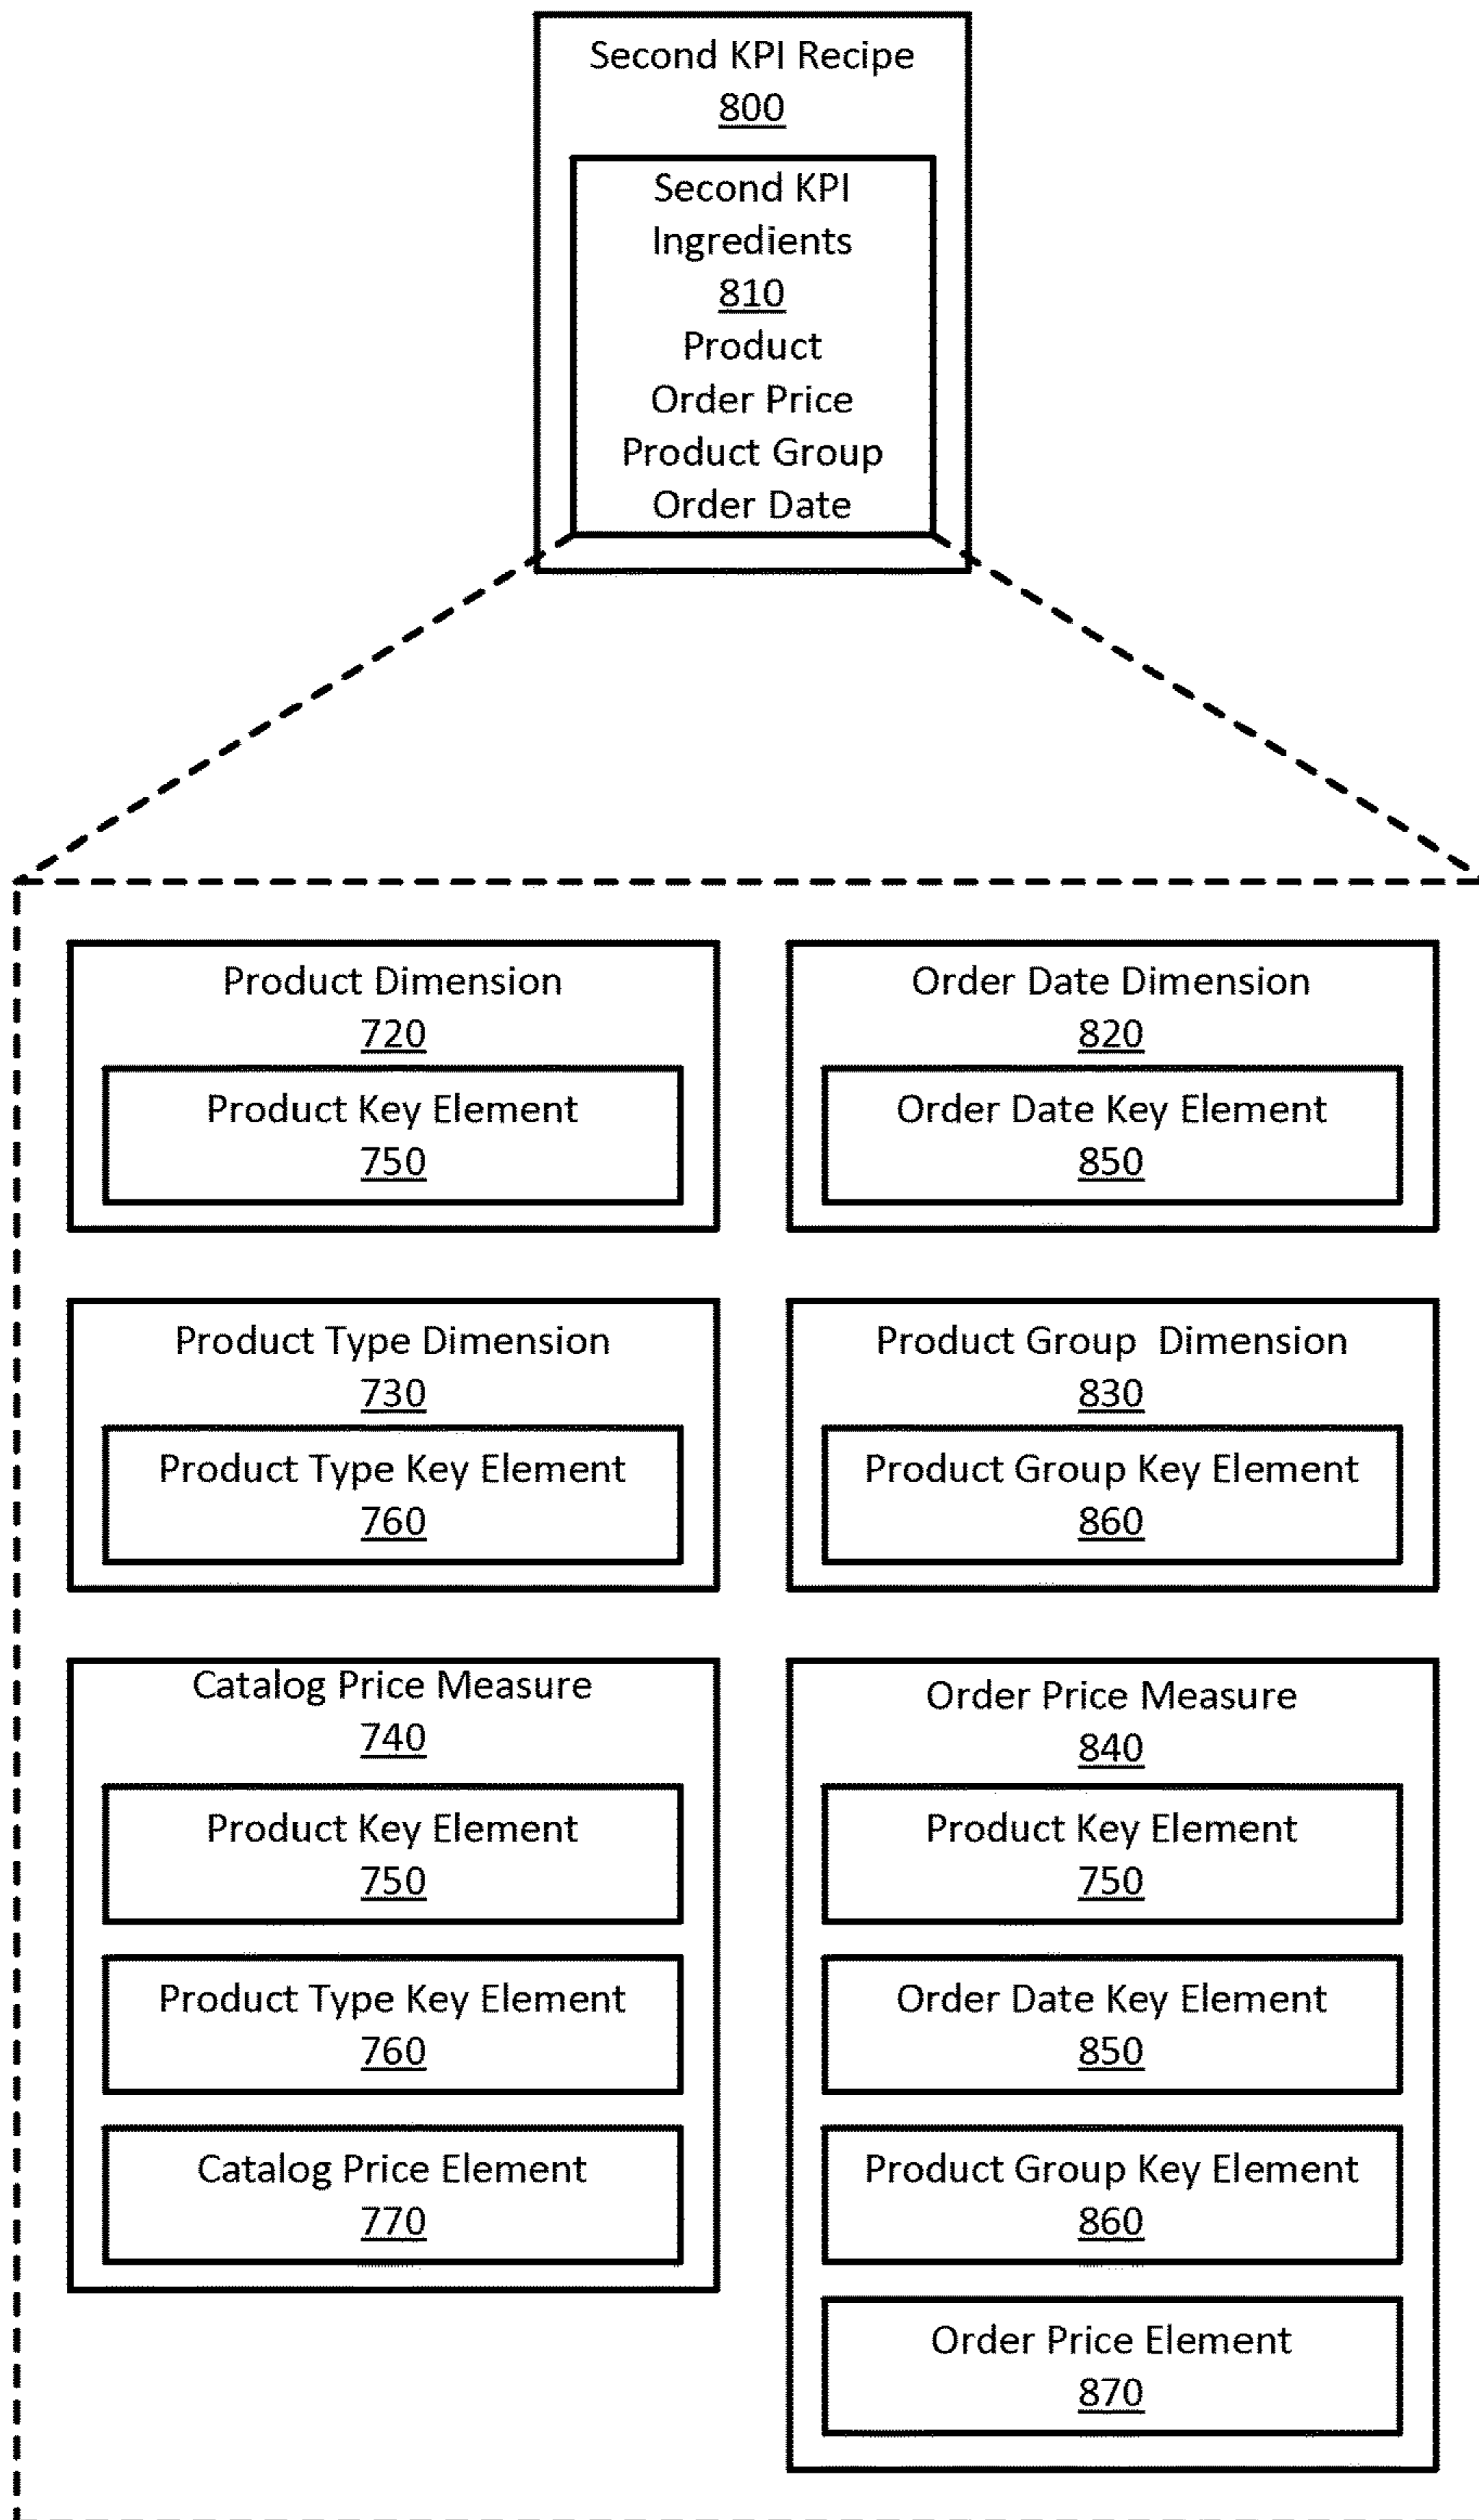 Second KPI Recipe
800
Second KPI
Ingredients
810
Product
Order Price
Product Group
Order Date
Product Dimension
720
Product Key Element
750
Order Date Dimension
820
Order Date Key Element
850
Product Type Dimension
730
Product Type Key Element
760
Product Group Dimension
830
Product Group Key Element
860
Catalog Price Measure
740
Product Key Element
750
Product Type Key Element
760
Catalog Price Element
770
Order Price Measure
840
Product Key Element
750
Order Date Key Element
850
Product Group Key Element
860
Order Price Element
870